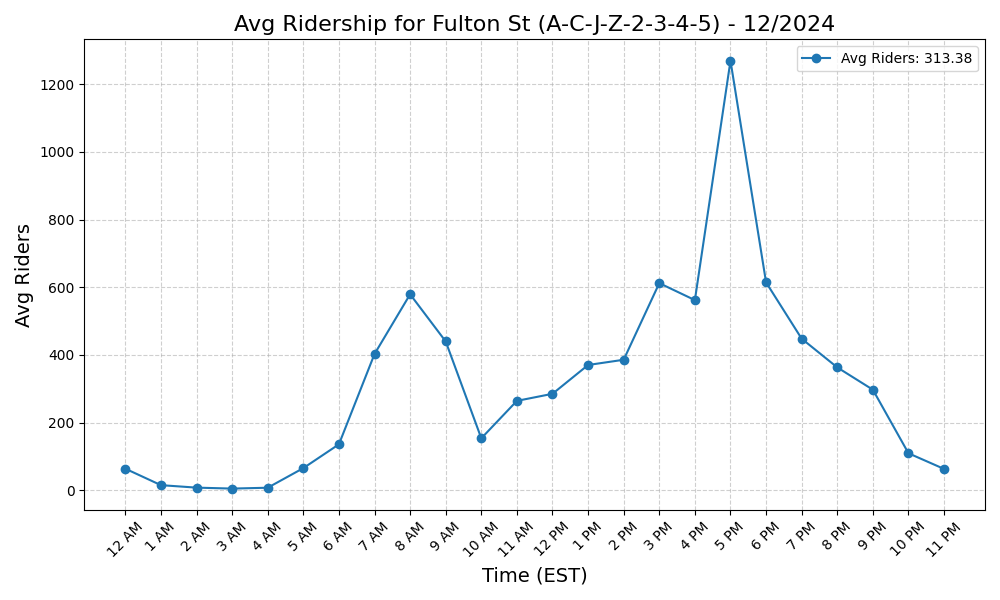 Avg Ridership for Fulton St (A-C-J-Z-2-3-4-5) - 12/2024
Avg Riders: 313.38
Avg Riders
1200
1000
800
600
400
200
0
12 AM
1 AM
2 AM
3 AM
4 AM
5 AM
6 AM
7 AM
8 AM
9 AM
10 AM
11 AM
12 PM
1 PM
2 PM
3 PM
4 PM
5 PM
6 PM
7 PM
8 PM
9 PM
10 PM
11 PM
Time (EST)